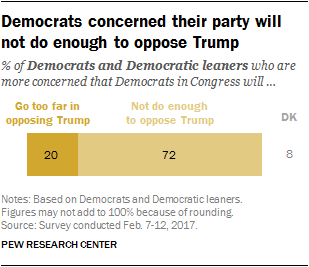 Democrats concerned their party will
not do enough to oppose Trump
% of Democrats and Democratic leaners who are
more concerned that Democrats in Congress will ...
Go too far in
opposing Trump
Not do enough
to oppose Trump
DK
20
72
8
Notes: Based on Democrats and Democratic leaners.
Figures may not add to 100% because of rounding.
Source: Survey conducted Feb. 7-12, 2017.
PEW RESEARCH CENTER